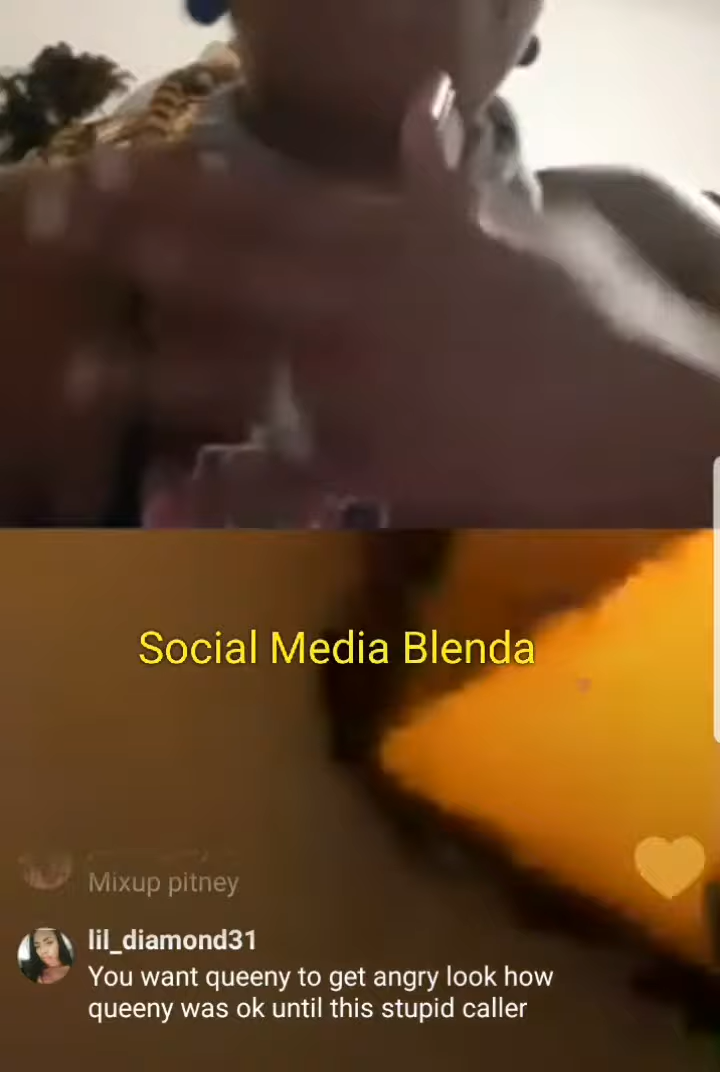 Social Media Blenda
Mixup pitney
lil_diamond31
You want queeny to get angry look how
queeny was ok until this stupid caller